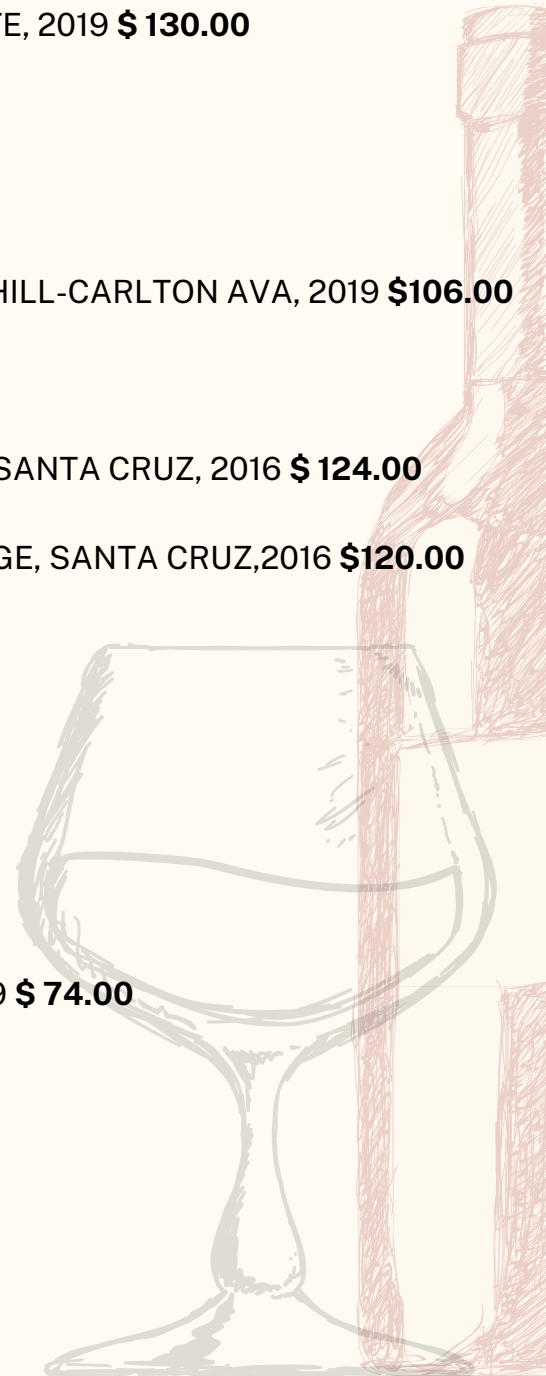 TE, 2019 $ 130.00
HILL-CARLTON AVA, 2019 $106.00
SANTA CRUZ, 2016 $ 124.00
GE, SANTA CRUZ,2016 $120.00
9 $ 74.00